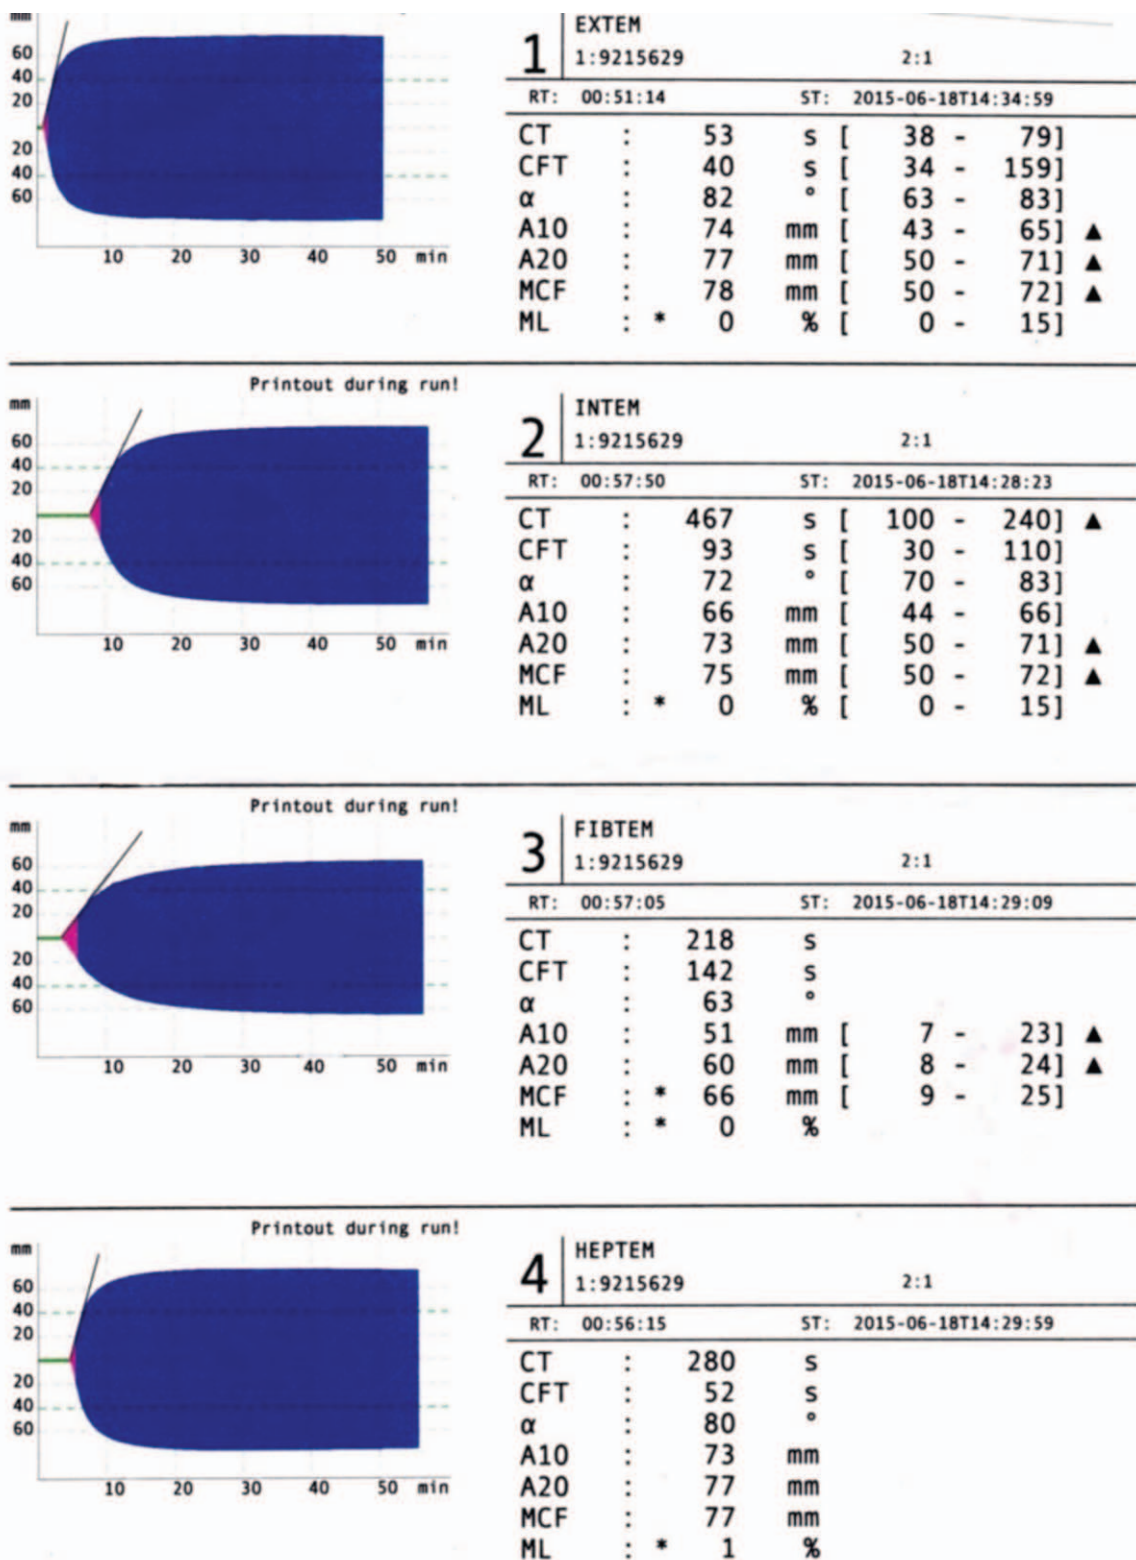 mm
60
40
20
20
40
60
10 20 30 40 50 min
1
EXTEM
1:9215629 2:1
RT: 00:51:14 ST: 2015-06-18T14:34:59
CT : 53 s [ 38 - 79]
CFT : 40 s [ 34 - 159]
α : 82 ° [ 63 - 83]
A10 : 74 mm [ 43 - 65] ▲
A20 : 77 mm [ 50 - 71] ▲
MCF : 78 mm [ 50 - 72] ▲
ML : * 0 % [ 0 - 15]
Printout during run!
mm
60
40
20
20
40
60
10 20 30 40 50 min
2
INTEM
1:9215629 2:1
RT: 00:57:50 ST: 2015-06-18T14:28:23
CT : 467 s [ 100 - 240] ▲
CFT : 93 s [ 30 - 110]
α : 72 ° [ 70 - 83]
A10 : 66 mm [ 44 - 66]
A20 : 73 mm [ 50 - 71] ▲
MCF : 75 mm [ 50 - 72] ▲
ML : * 0 % [ 0 - 15]
Printout during run!
mm
60
40
20
20
40
60
10 20 30 40 50 min
3
FIBTEM
1:9215629 2:1
RT: 00:57:05 ST: 2015-06-18T14:29:09
CT : 218 s
CFT : 142 s
α : 63 °
A10 : 51 mm [ 7 - 23] ▲
A20 : 60 mm [ 8 - 24] ▲
MCF : * 66 mm [ 9 - 25]
ML : * 0 %
Printout during run!
mm
60
40
20
20
40
60
10 20 30 40 50 min
4
HEPTEM
1:9215629 2:1
RT: 00:56:15 ST: 2015-06-18T14:29:59
CT : 280 s
CFT : 52 s
α : 80 °
A10 : 73 mm
A20 : 77 mm
MCF : 77 mm
ML : * 1 %